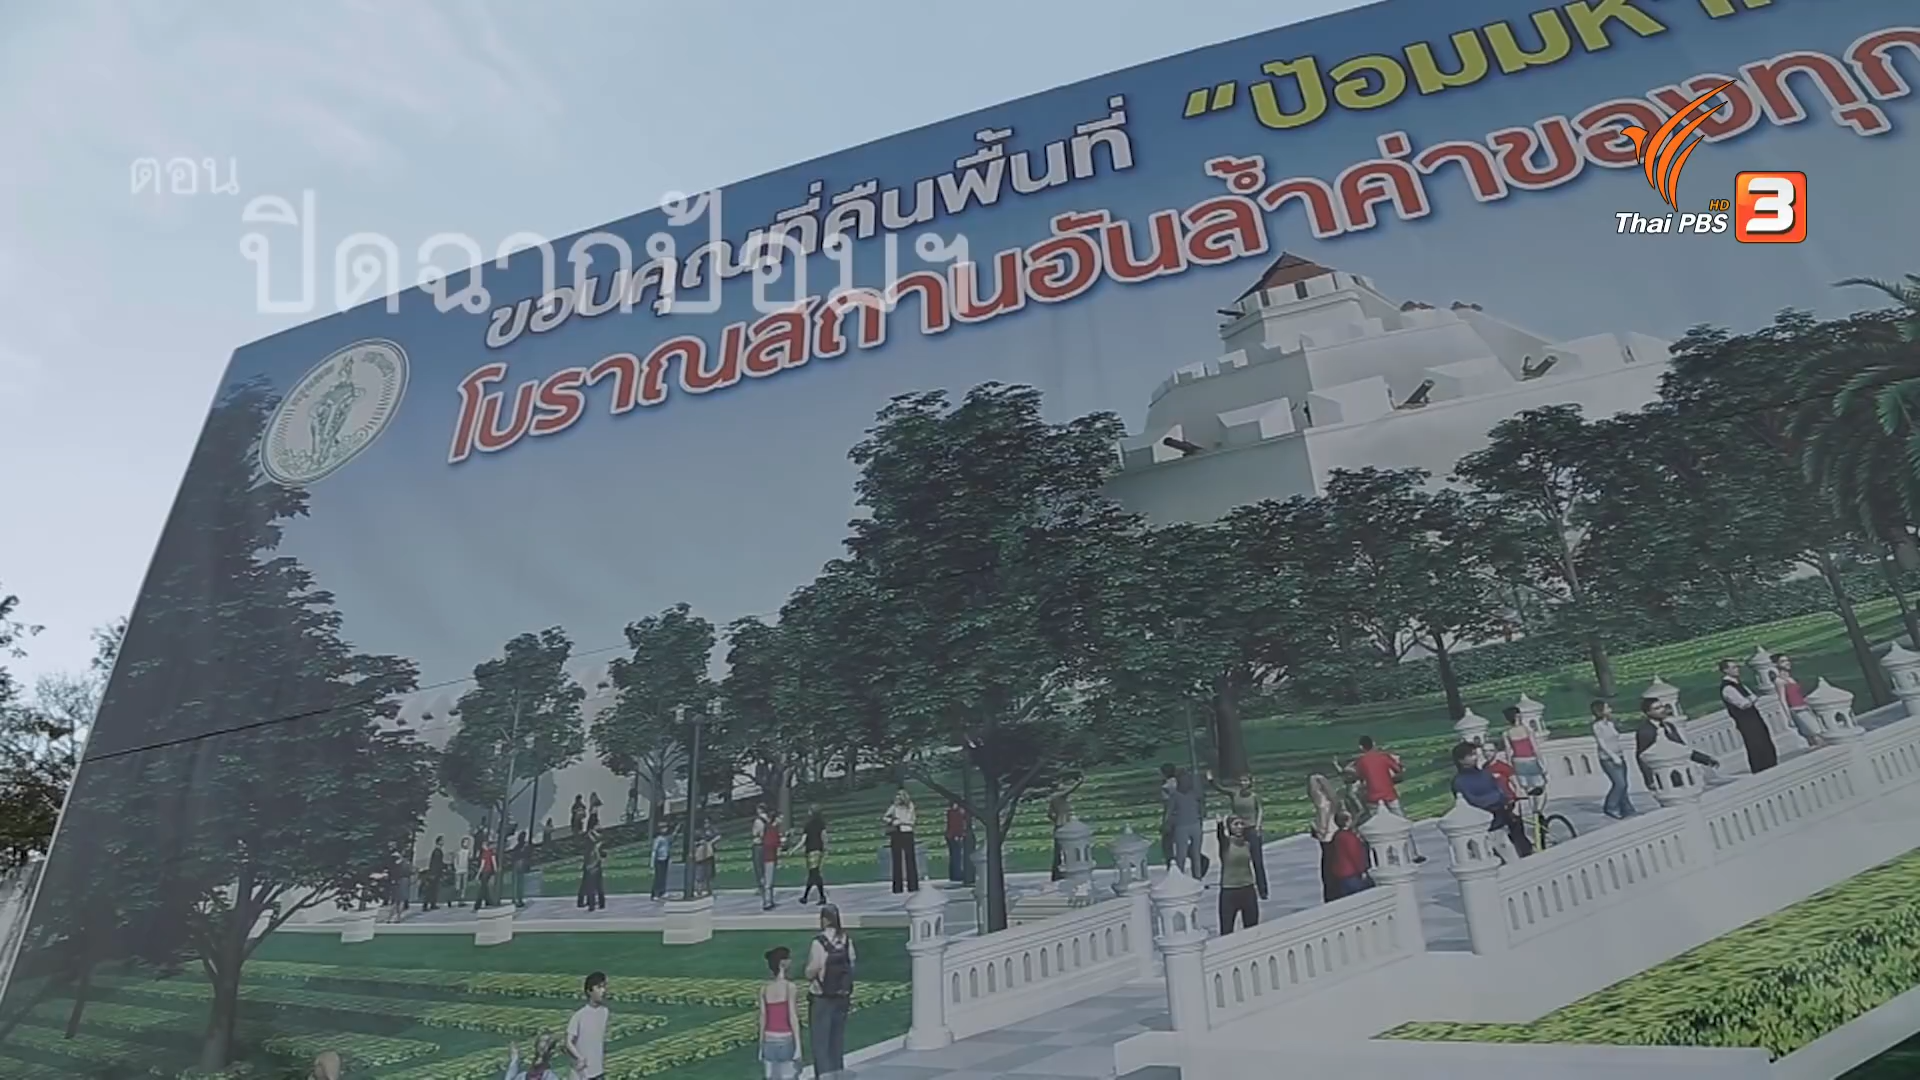 ตอน
ปิดฉากป้อมฯ
ขอบคุณที่คืนพื้นที่ "ป้อมมหา
โบราณสถานอันล้ำค่าของทุก
Thai PBS HD 3